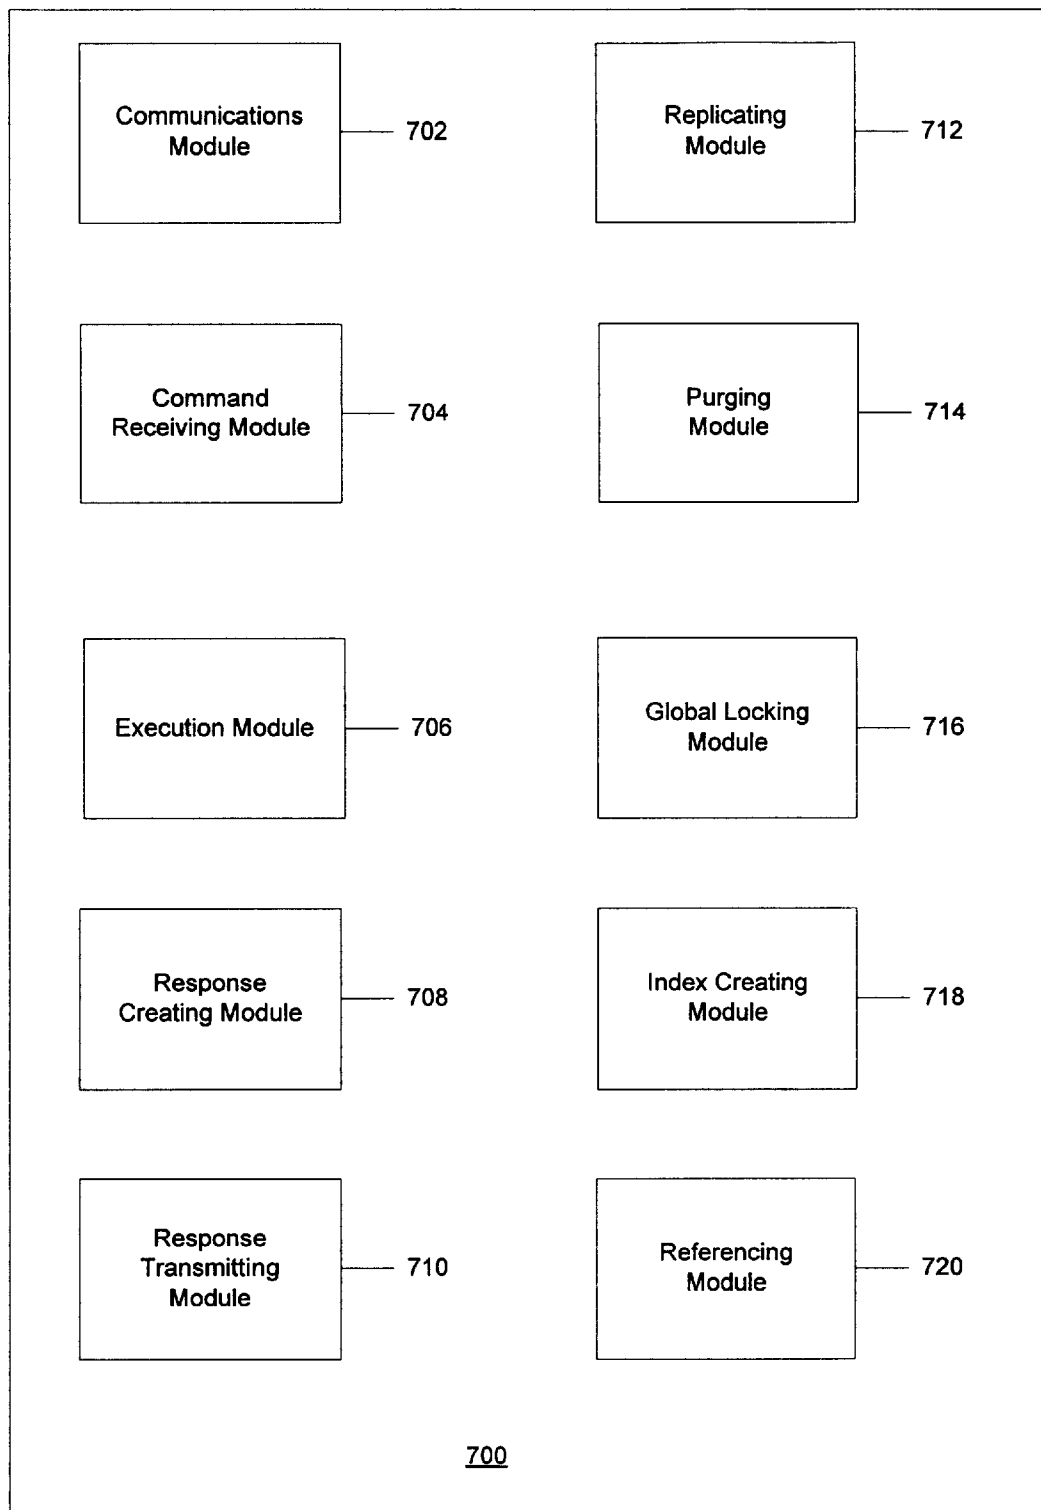 Communications
Module
702
Replicating
Module
712
Command
Receiving Module
704
Purging
Module
714
Execution Module
706
Global Locking
Module
716
Response
Creating Module
708
Index Creating
Module
718
Response
Transmitting
Module
710
Referencing
Module
720
700